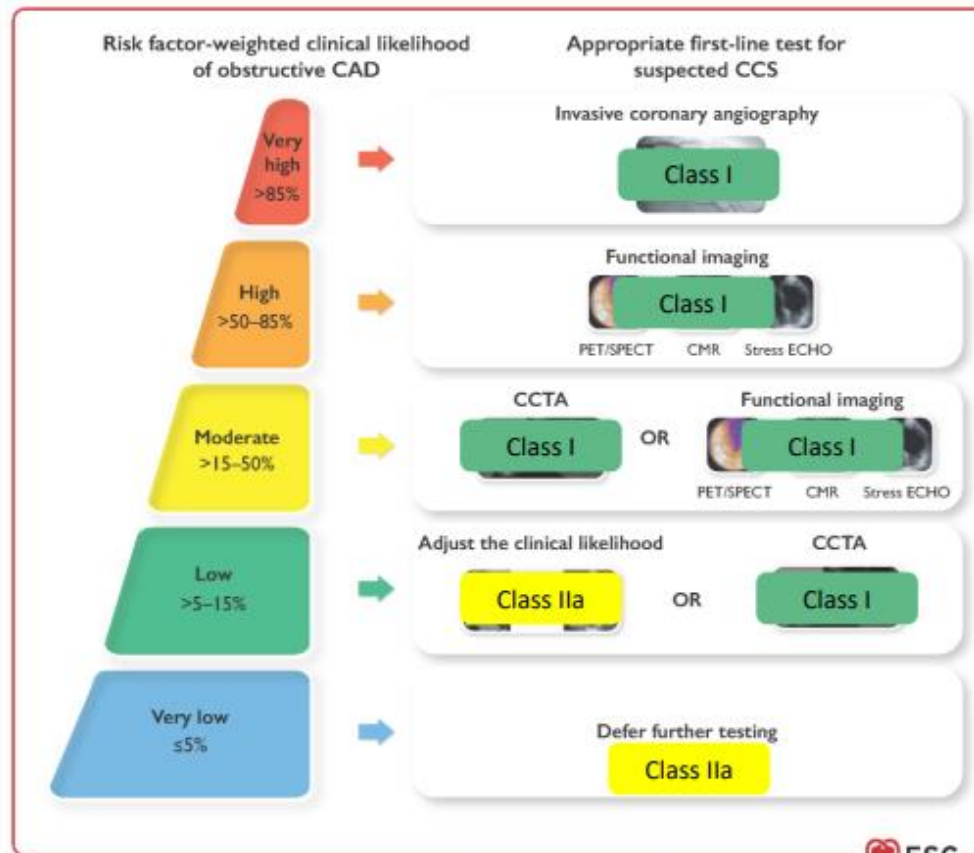 Risk factor-weighted clinical likelihood
of obstructive CAD
Appropriate first-line test for
suspected CCS
Very
high
>85%
Invasive coronary angiography
Class I
High
>50–85%
Functional imaging
Class I
PET/SPECT CMR Stress ECHO
Moderate
>15–50%
CCTA
Class I
OR
Functional imaging
Class I
PET/SPECT CMR Stress ECHO
Low
>5–15%
Adjust the clinical likelihood
Class IIa
OR
CCTA
Class I
Very low
≤5%
Defer further testing
Class IIa
ESC